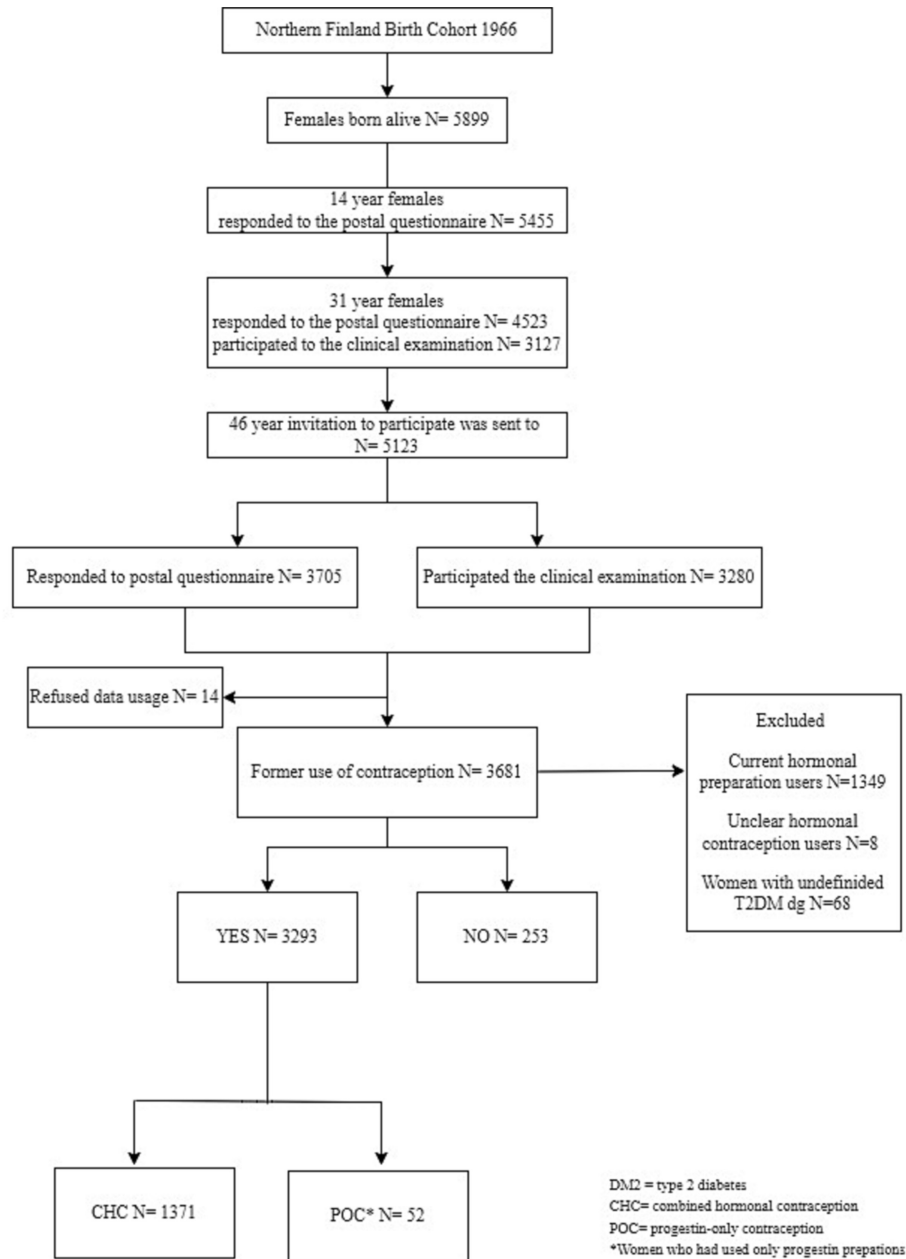 Northern Finland Birth Cohort 1966
Females born alive N= 5899
14 year females
responded to the postal questionnaire N= 5455
31 year females
responded to the postal questionnaire N= 4523
participated to the clinical examination N= 3127
46 year invitation to participate was sent to
N= 5123
Responded to postal questionnaire N= 3705
Participated the clinical examination N= 3280
Refused data usage N= 14
Former use of contraception N= 3681
Excluded
Current hormonal
preparation users N=1349
Unclear hormonal
contraception users N=8
Women with undefinided
T2DM dg N=68
YES N= 3293
NO N= 253
CHC N= 1371
POC* N= 52
DM2 = type 2 diabetes
CHC= combined hormonal contraception
POC= progestin-only contraception
*Women who had used only progestin prepations